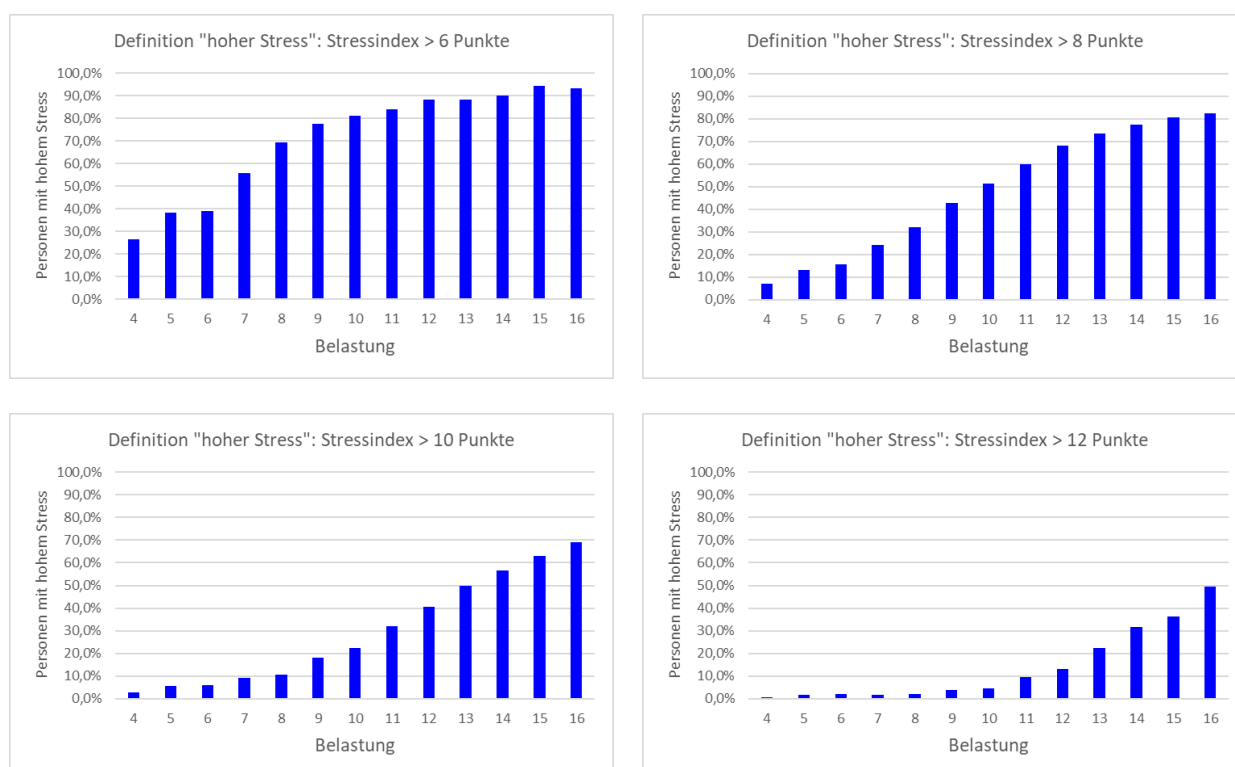 Definition "hoher Stress": Stressindex > 6 Punkte
Personen mit hohem Stress
100,0%
90,0%
80,0%
70,0%
60,0%
50,0%
40,0%
30,0%
20,0%
10,0%
0,0%
4 5 6 7 8 9 10 11 12 13 14 15 16
Belastung
Definition "hoher Stress": Stressindex > 8 Punkte
Personen mit hohem Stress
100,0%
90,0%
80,0%
70,0%
60,0%
50,0%
40,0%
30,0%
20,0%
10,0%
0,0%
4 5 6 7 8 9 10 11 12 13 14 15 16
Belastung
Definition "hoher Stress": Stressindex > 10 Punkte
Personen mit hohem Stress
100,0%
90,0%
80,0%
70,0%
60,0%
50,0%
40,0%
30,0%
20,0%
10,0%
0,0%
4 5 6 7 8 9 10 11 12 13 14 15 16
Belastung
Definition "hoher Stress": Stressindex > 12 Punkte
Personen mit hohem Stress
100,0%
90,0%
80,0%
70,0%
60,0%
50,0%
40,0%
30,0%
20,0%
10,0%
0,0%
4 5 6 7 8 9 10 11 12 13 14 15 16
Belastung